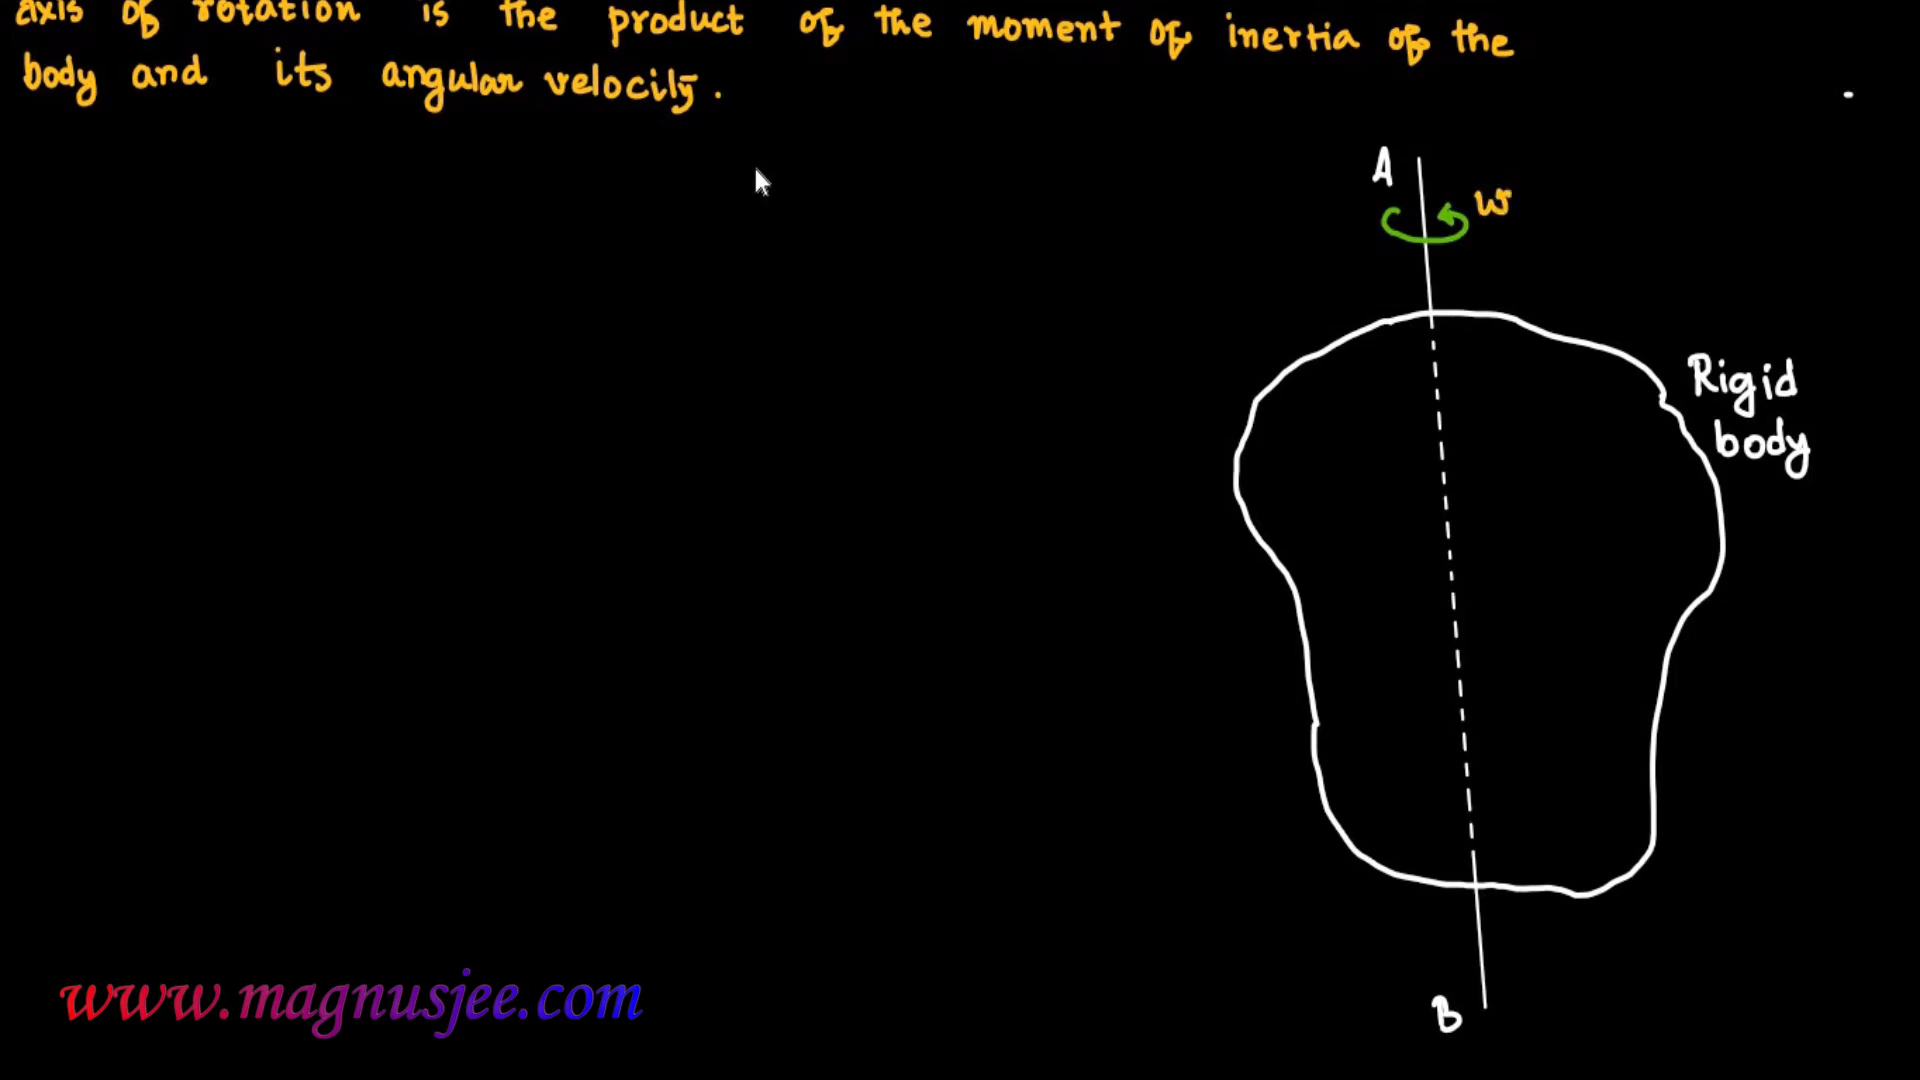 axis of rotation is the product of the moment of inertia of the
body and its angular velocity.
A
ω
Rigid
body
B
www.magnusjee.com